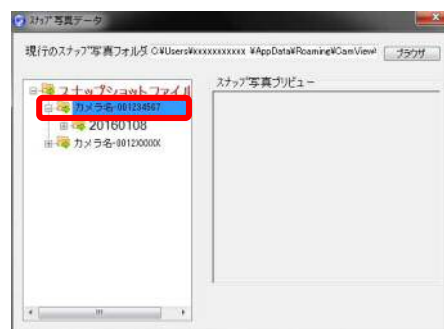 スナップ写真データ
現行のスナップ写真フォルダ C:¥Users¥xxxxxxxxxxx ¥AppData¥Roaming¥CamView¥ ブラウザ
スナップ写真プリビュー
スナップショットファイル
カメラ名-001234567
20160108
カメラ名-0012XXXXX